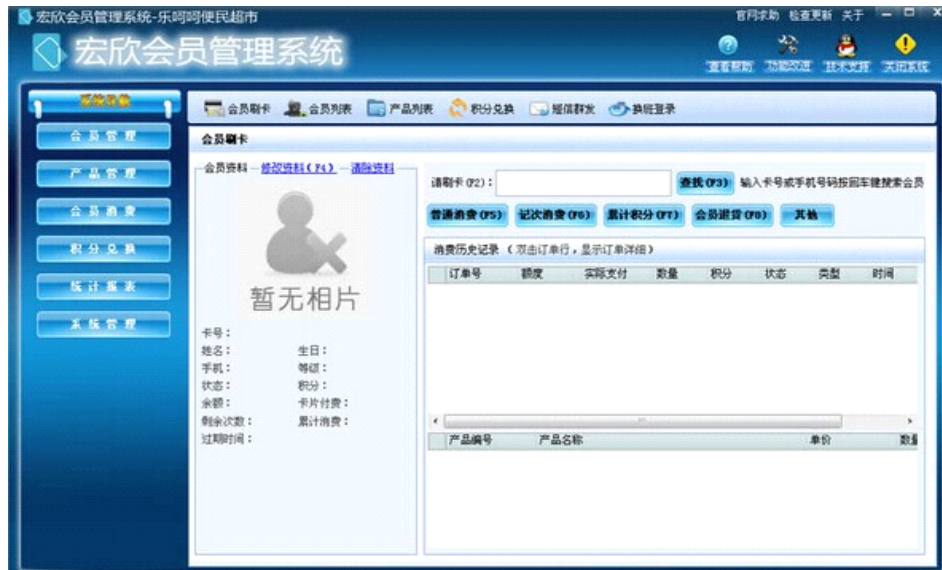 宏欣会员管理系统-乐呵呵便民超市
官网求助 检查更新 关于
宏欣会员管理系统
查看帮助 功能改进 技术支持 关闭系统
系统导航
会员管理
产品管理
会员消费
积分兑换
统计报表
系统管理
会员刷卡 会员列表 产品列表 积分兑换 短信群发 换班登录
会员刷卡
会员资料 修改资料(F4) 清除资料
暂无相片
卡号:
姓名: 生日:
手机: 等级:
状态: 积分:
余额: 卡片付费:
剩余次数: 累计消费:
过期时间:
请刷卡(F2): 查找(F3) 输入卡号或手机号码按回车键搜索会员
普通消费(F5) 记次消费(F6) 累计积分(F7) 会员退货(F8) 其他
消费历史记录 (双击订单行,显示订单详细)
订单号 额度 实际支付 数量 积分 状态 类型 时间
产品编号 产品名称 单价 数量